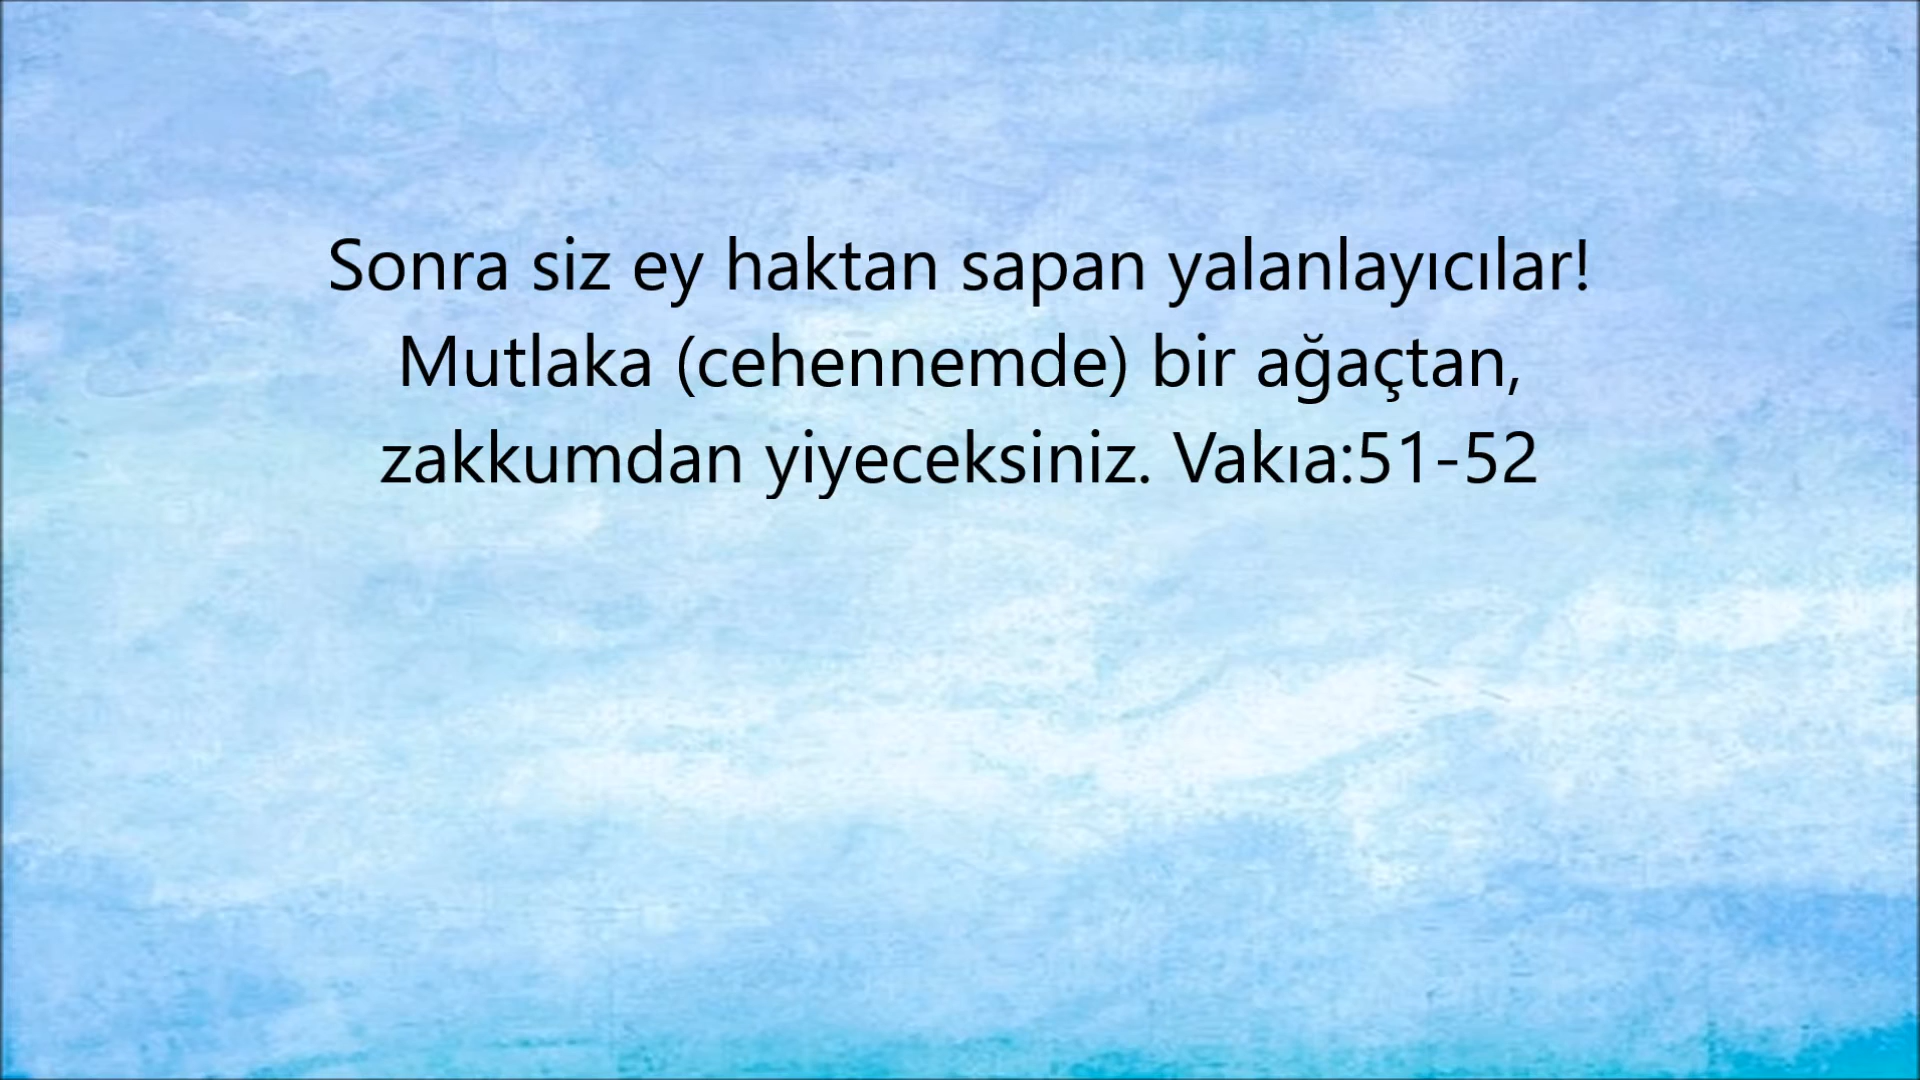 Sonra siz ey haktan sapan yalanlayıcılar!
Mutlaka (cehennemde) bir ağaçtan,
zakkumdan yiyeceksiniz. Vakıa:51-52